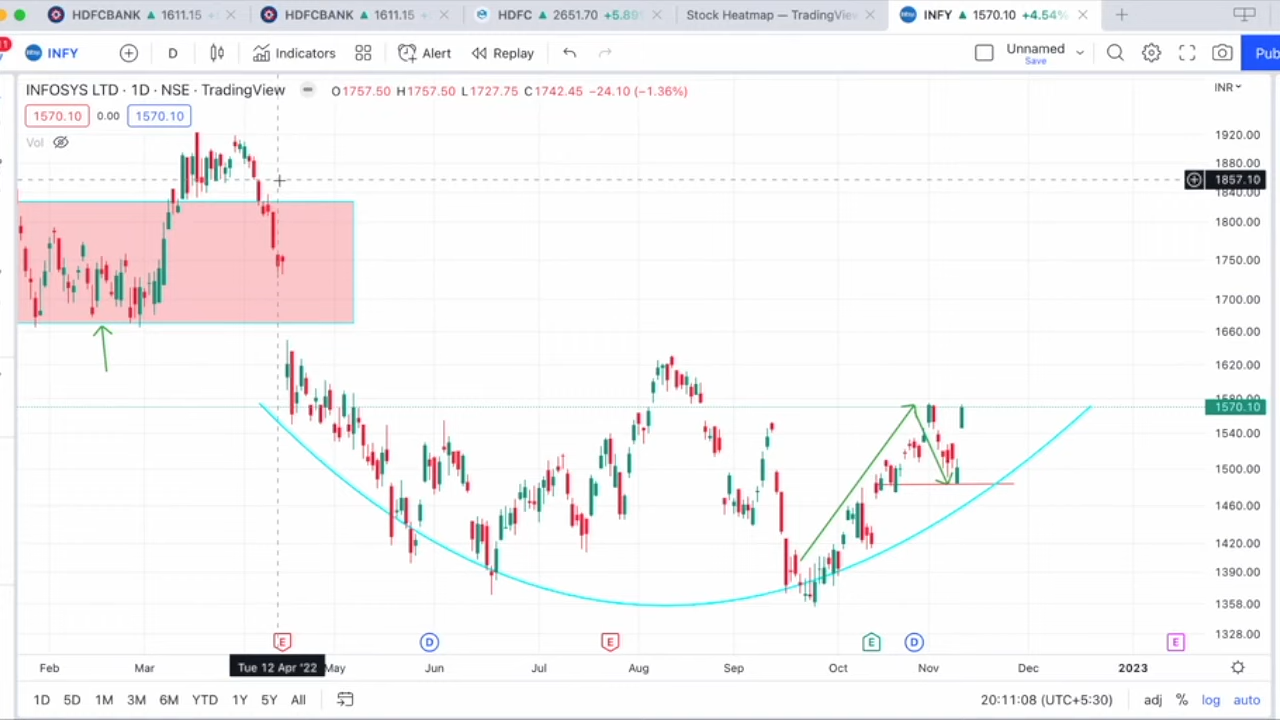 HDFCBANK ▲ 1611.15 HDFCBANK ▲ 1611.15 HDFC ▲ 2651.70 +5.89 Stock Heatmap — TradingView INFY ▲ 1570.10 +4.54%
INFY D Indicators Alert Replay Unnamed Pub
Save
INFOSYS LTD · 1D · NSE · TradingView O1757.50 H1757.50 L1727.75 C1742.45 −24.10 (−1.36%) INR
1570.10 0.00 1570.10
Vol
1920.00
1880.00
1857.10
1840.00
1800.00
1750.00
1700.00
1660.00
1620.00
1580.00
1570.10
1540.00
1500.00
1460.00
1420.00
1390.00
1358.00
1328.00
E D E E D E
Feb Mar Tue 12 Apr '22 May Jun Jul Aug Sep Oct Nov Dec 2023
1D 5D 1M 3M 6M YTD 1Y 5Y All 20:11:08 (UTC+5:30) adj % log auto